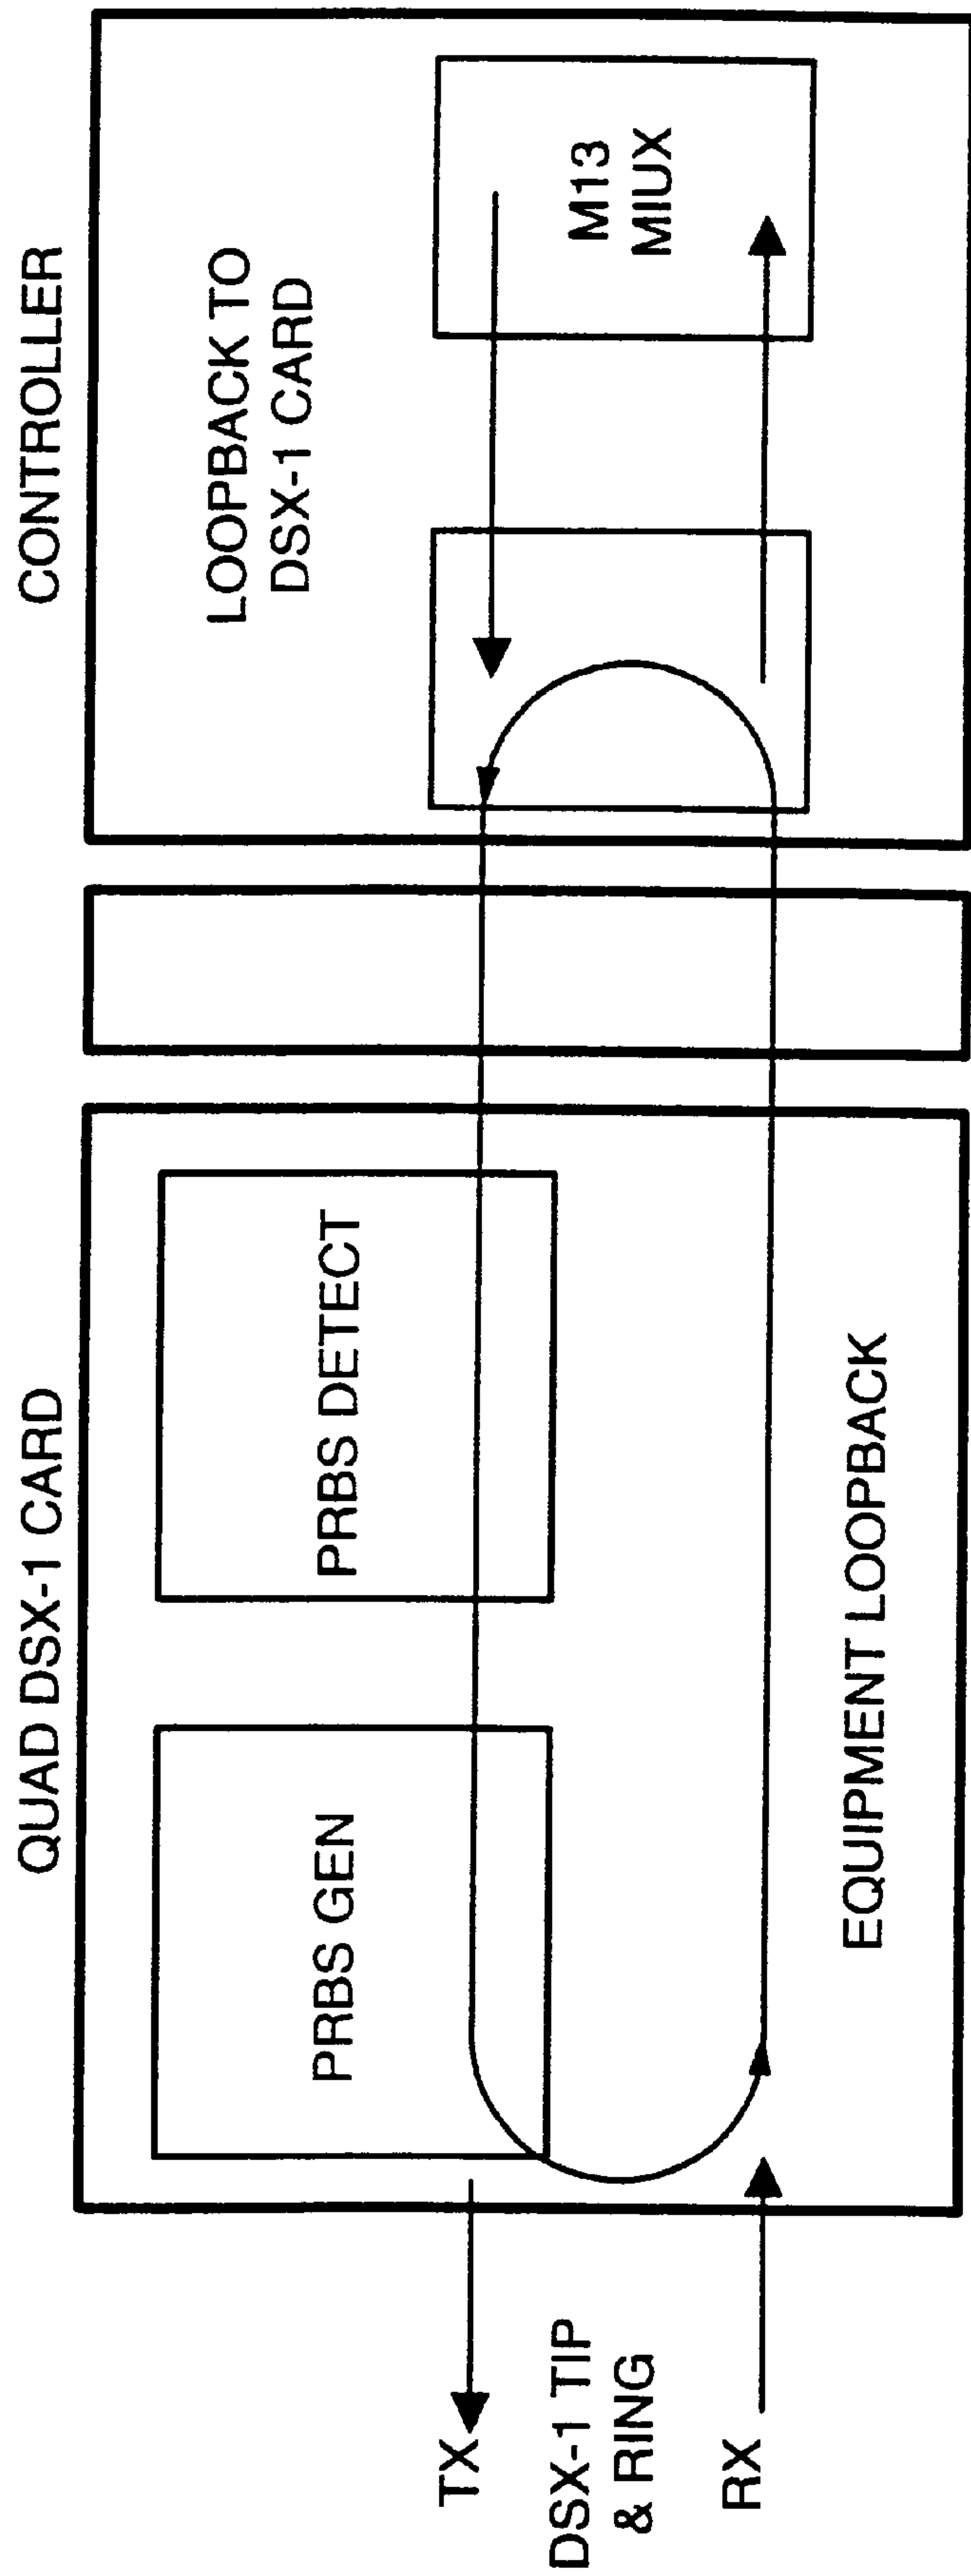 QUAD DSX-1 CARD
CONTROLLER
PRBS GEN
PRBS DETECT
LOOPBACK TO
DSX-1 CARD
M13
MIUX
TX
DSX-1 TIP
& RING
RX
EQUIPMENT LOOPBACK